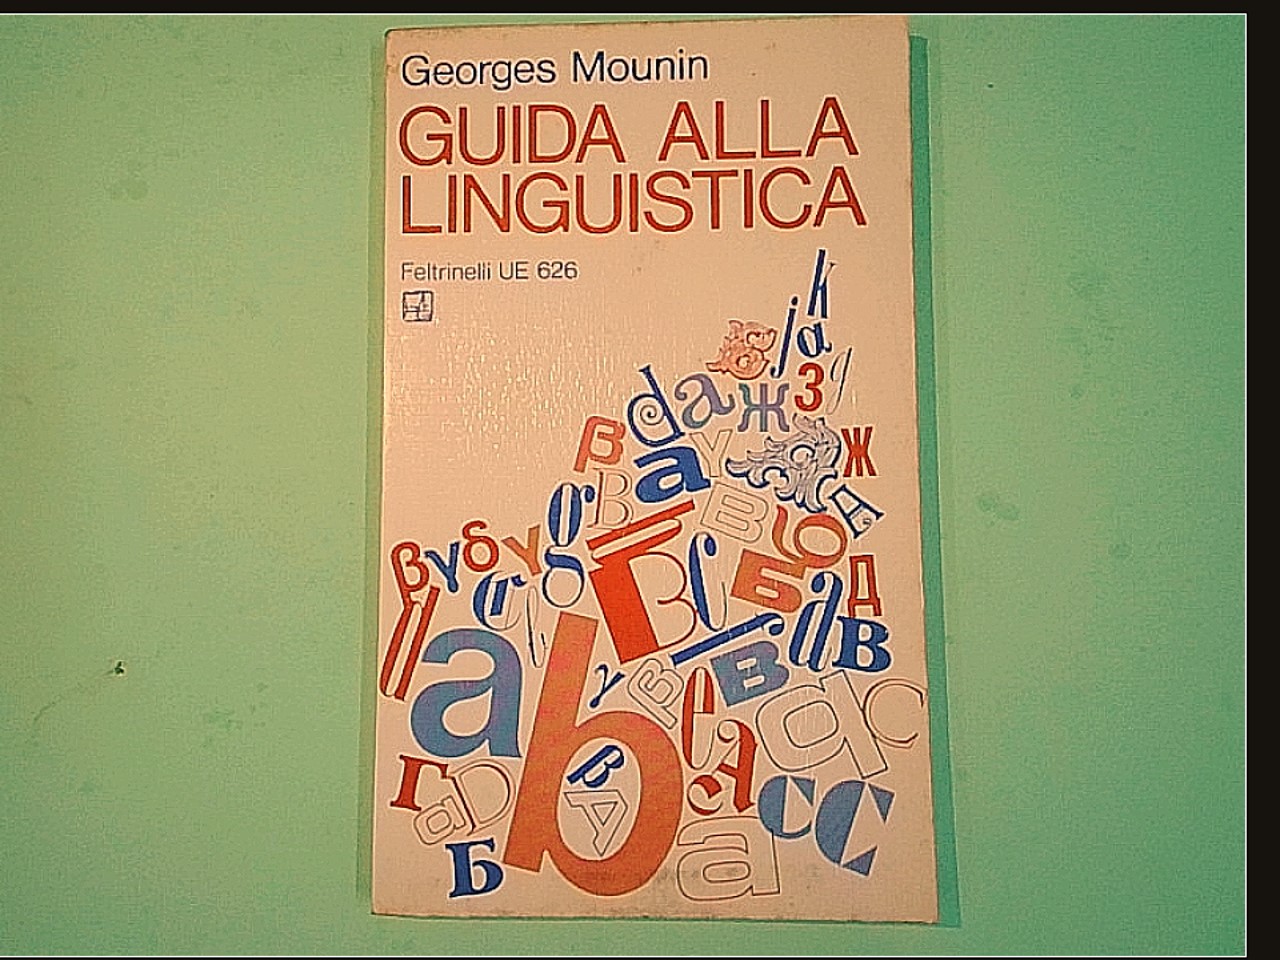 Georges Mounin
GUIDA ALLA
LINGUISTICA
Feltrinelli UE 626